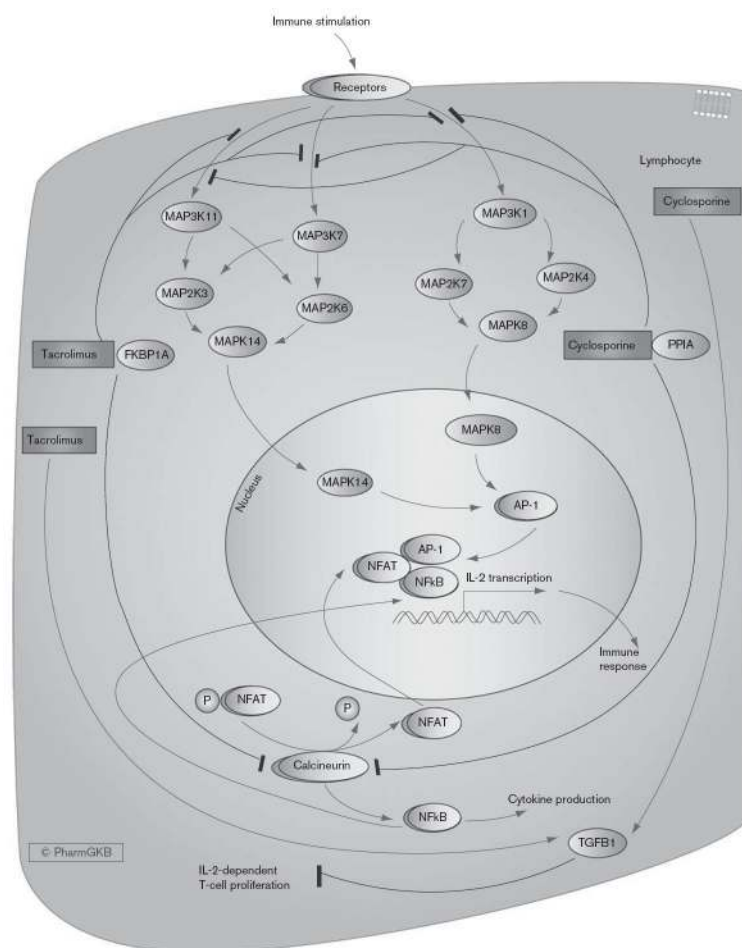 Immune stimulation
Receptors
Lymphocyte
Cyclosporine
MAP3K11
MAP3K7
MAP3K1
MAP2K3
MAP2K6
MAP2K7
MAP2K4
MAPK14
MAPK8
Tacrolimus
FKBP1A
Cyclosporine
PPIA
Tacrolimus
MAPK8
Nucleus
MAPK14
AP-1
AP-1
NFAT
NFkB
IL-2 transcription
Immune
response
P
NFAT
P
NFAT
Calcineurin
NFkB
Cytokine production
TGFB1
© PharmGKB
IL-2-dependent
T-cell proliferation